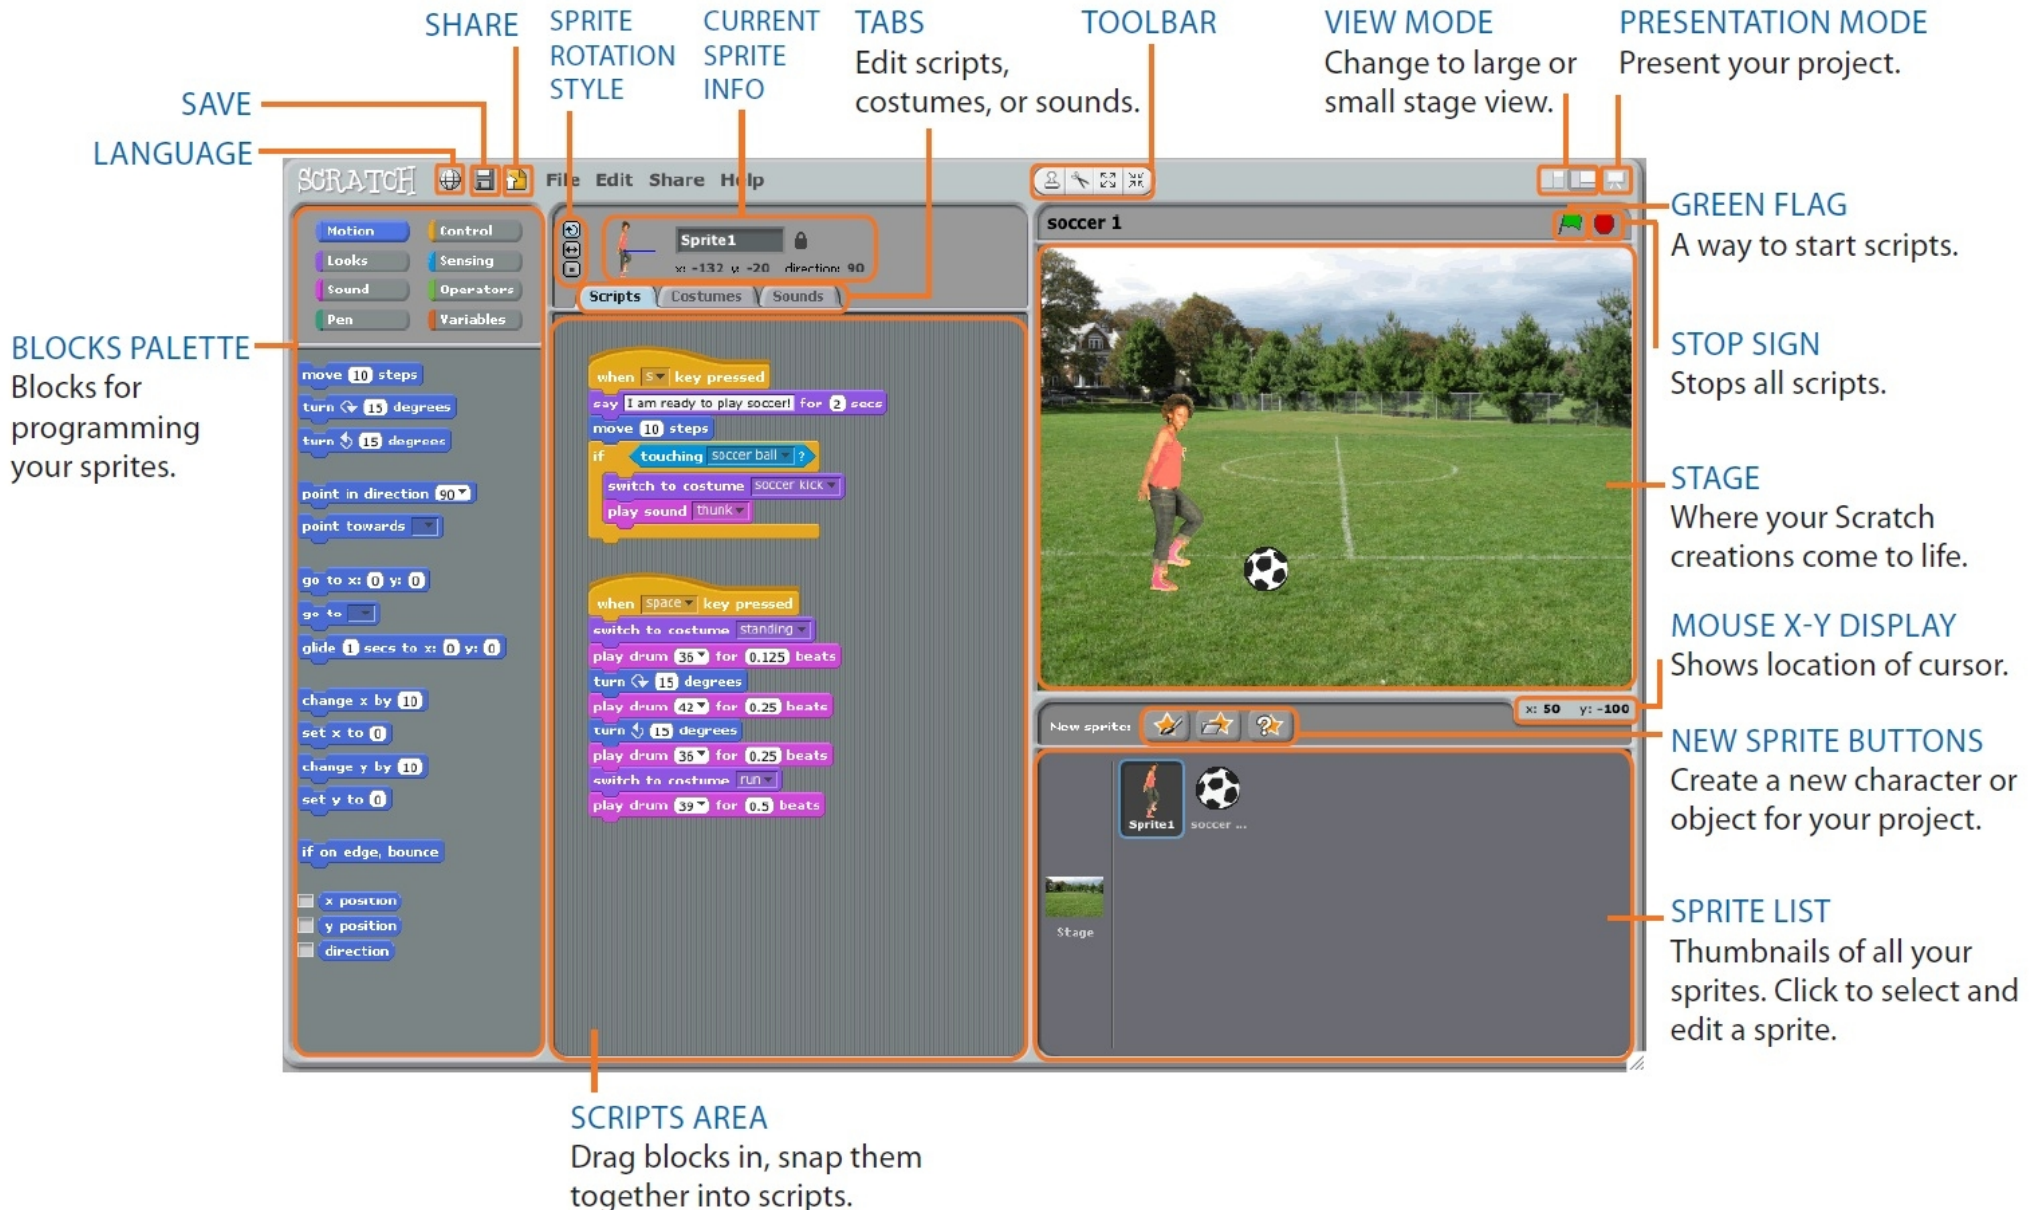 SHARE
SPRITE
ROTATION
STYLE
CURRENT
SPRITE
INFO
TABS
Edit scripts,
costumes, or sounds.
TOOLBAR
VIEW MODE
Change to large or
small stage view.
PRESENTATION MODE
Present your project.
SAVE
LANGUAGE
SCRATCH
File Edit Share Help
Motion Control
Looks Sensing
Sound Operators
Pen Variables
BLOCKS PALETTE
Blocks for
programming
your sprites.
move 10 steps
turn 15 degrees
turn 15 degrees
point in direction 90
point towards
go to x: 0 y: 0
go to
glide 1 secs to x: 0 y: 0
change x by 10
set x to 0
change y by 10
set y to 0
if on edge, bounce
x position
y position
direction
Sprite1
x: -132 y: -20 direction: 90
Scripts Costumes Sounds
when s key pressed
say I am ready to play soccer! for 2 secs
move 10 steps
if touching soccer ball ?
switch to costume soccer kick
play sound thunk
when space key pressed
switch to costume standing
play drum 36 for 0.125 beats
turn 15 degrees
play drum 42 for 0.25 beats
turn 15 degrees
play drum 36 for 0.25 beats
switch to costume run
play drum 39 for 0.5 beats
SCRIPTS AREA
Drag blocks in, snap them
together into scripts.
soccer 1
x: 50 y: -100
New sprite:
Sprite1 soccer ...
Stage
GREEN FLAG
A way to start scripts.
STOP SIGN
Stops all scripts.
STAGE
Where your Scratch
creations come to life.
MOUSE X-Y DISPLAY
Shows location of cursor.
NEW SPRITE BUTTONS
Create a new character or
object for your project.
SPRITE LIST
Thumbnails of all your
sprites. Click to select and
edit a sprite.